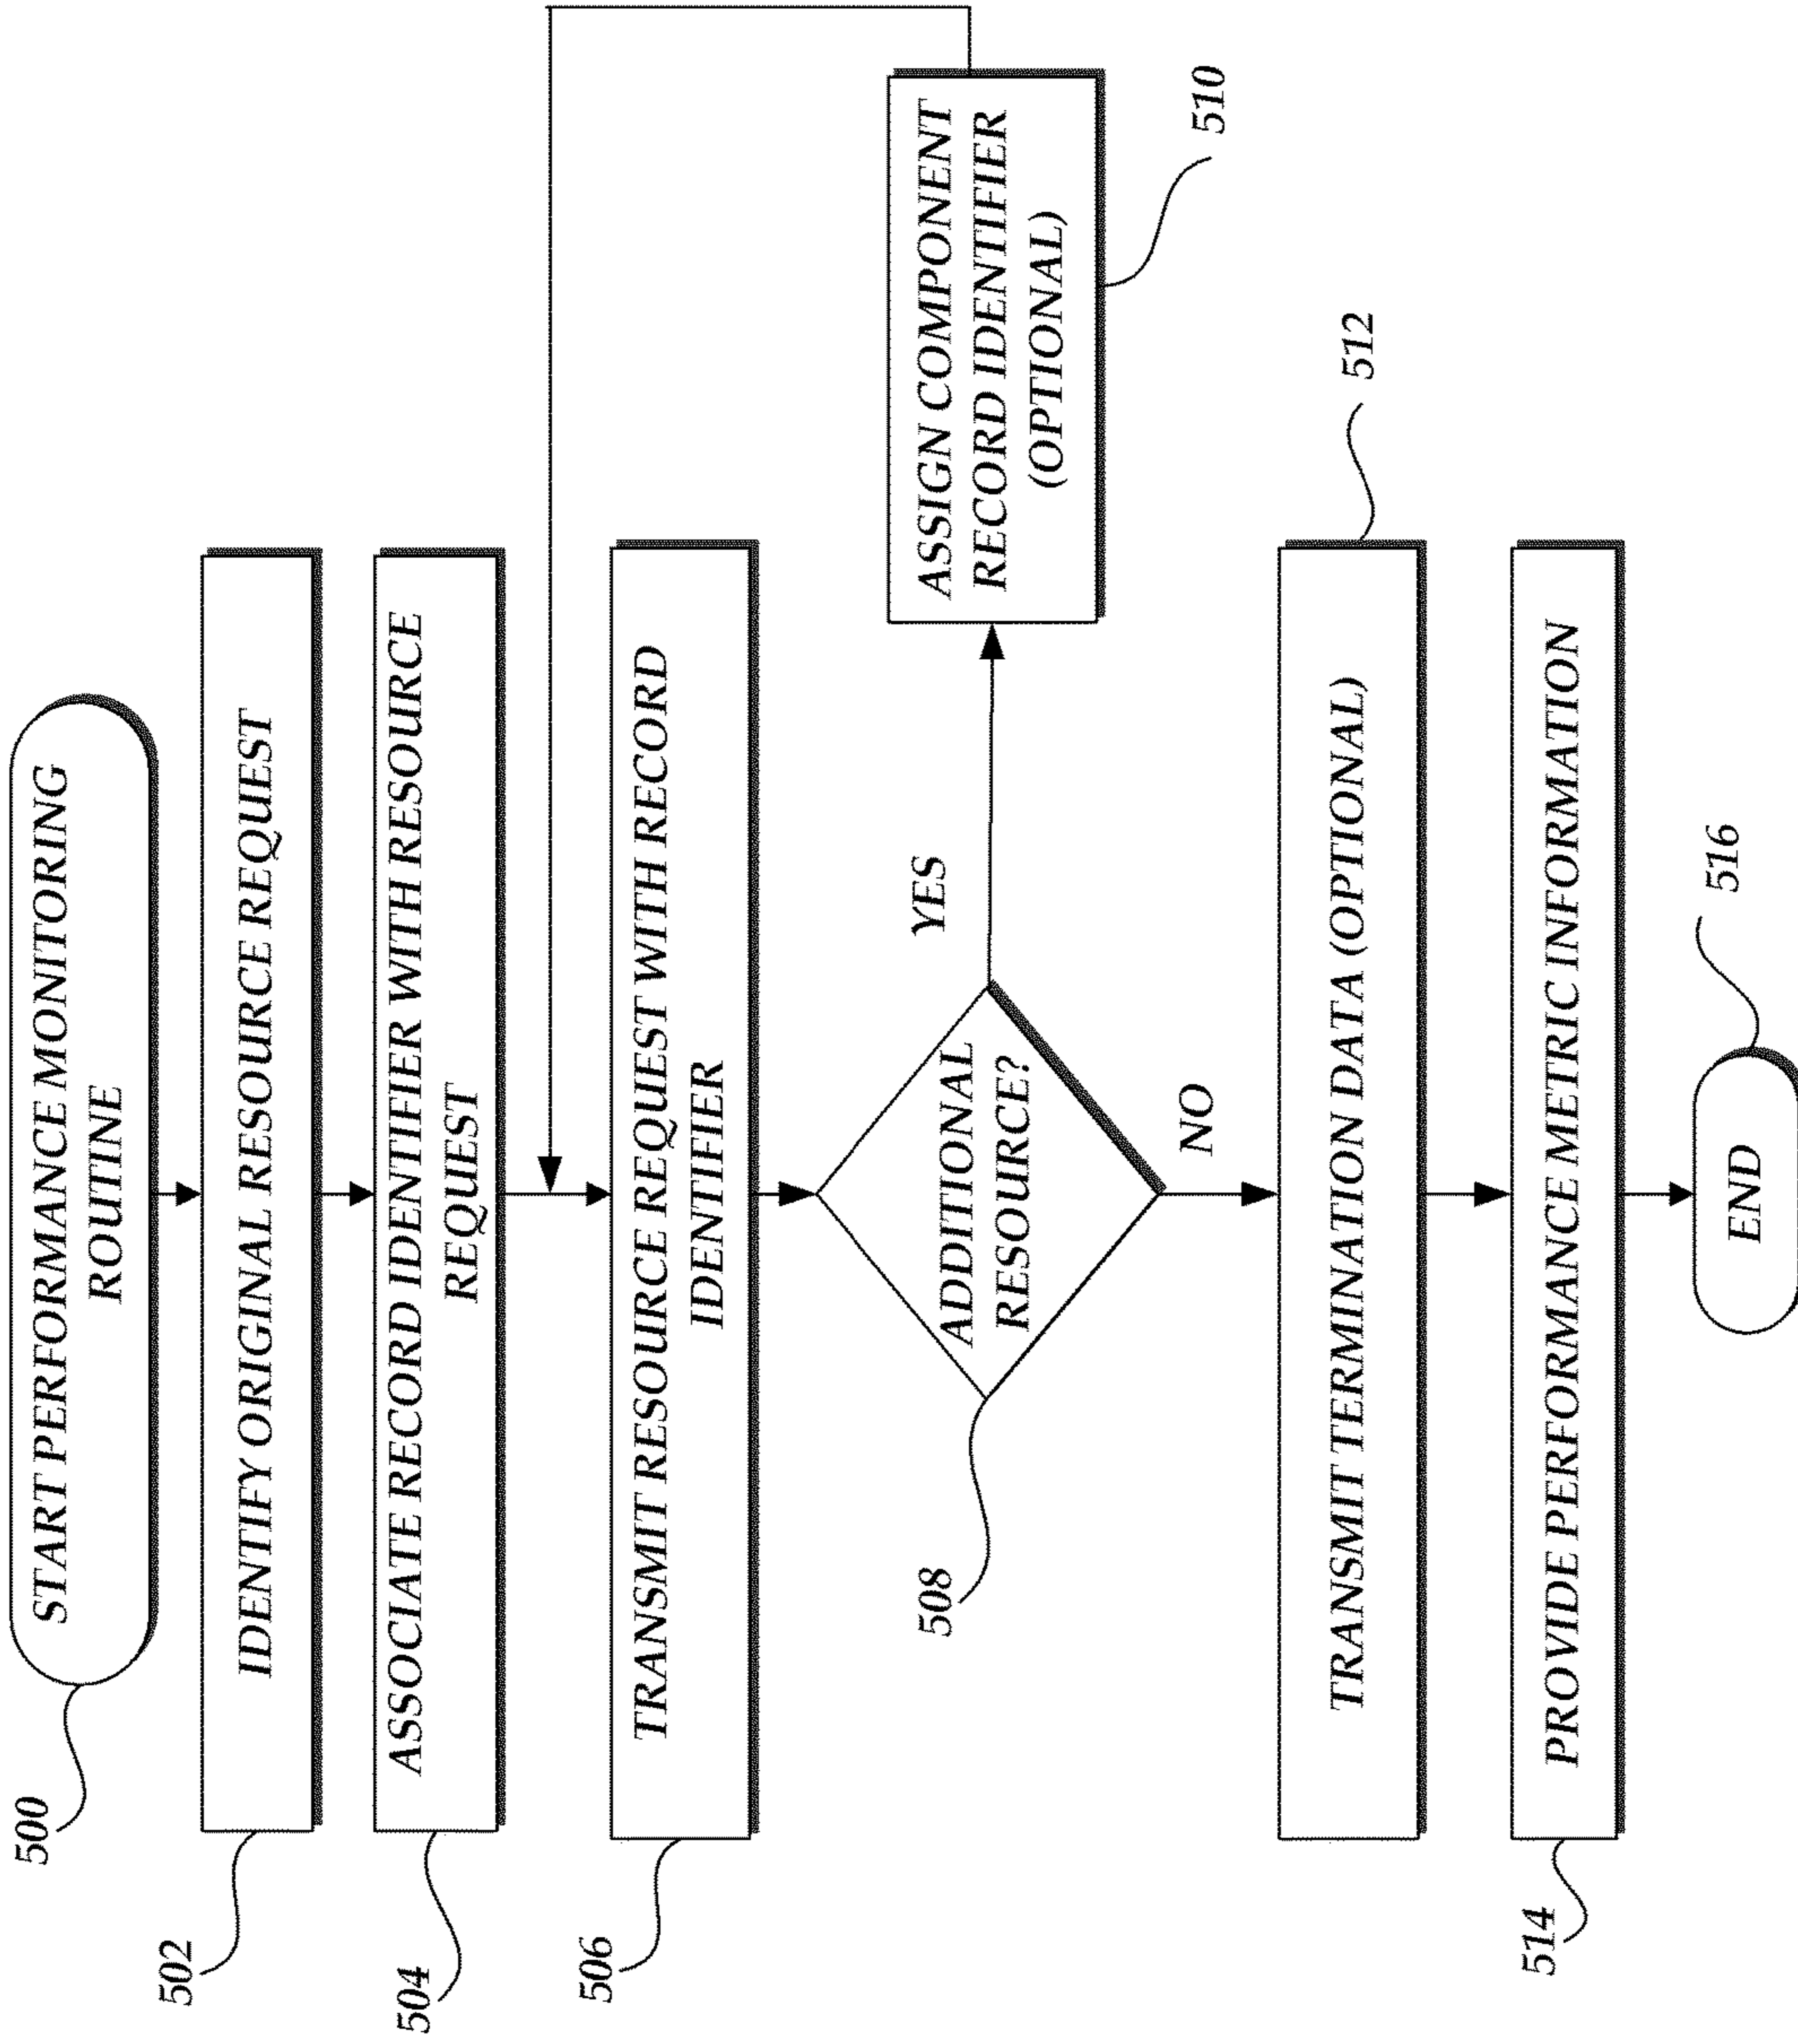 500
START PERFORMANCE MONITORING
ROUTINE
502
IDENTIFY ORIGINAL RESOURCE REQUEST
504
ASSOCIATE RECORD IDENTIFIER WITH RESOURCE
REQUEST
506
TRANSMIT RESOURCE REQUEST WITH RECORD
IDENTIFIER
508
ADDITIONAL
RESOURCE?
YES
ASSIGN COMPONENT
RECORD IDENTIFIER
(OPTIONAL)
510
NO
512
TRANSMIT TERMINATION DATA (OPTIONAL)
514
PROVIDE PERFORMANCE METRIC INFORMATION
516
END